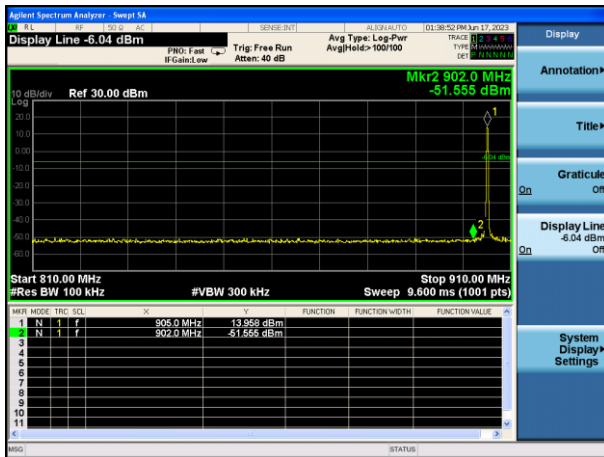 Agilent Spectrum Analyzer - Swept SA
RL RF 50 Ω AC SENSE:INT ALIGNAUTO 01:38:52 PM Jun 17, 2023
Display Line -6.04 dBm
PNO: Fast
IFGain:Low
Trig: Free Run
Atten: 40 dB
Avg Type: Log-Pwr
Avg|Hold:>100/100
TRACE 1 2 3 4 5 6
TYPE M
DET P N N N N N
Mkr2 902.0 MHz
-51.555 dBm
10 dB/div Ref 30.00 dBm
Log
20.0
10.0
0.00
-10.0
-20.0
-30.0
-40.0
-50.0
-60.0
1
-6.04 dBm
2
Start 810.00 MHz Stop 910.00 MHz
#Res BW 100 kHz #VBW 300 kHz Sweep 9.600 ms (1001 pts)
MKR MODE TRC SCL X Y FUNCTION FUNCTION WIDTH FUNCTION VALUE
1 N 1 f 905.0 MHz 13.958 dBm
2 N 1 f 902.0 MHz -51.555 dBm
3
4
5
6
7
8
9
10
11
MSG STATUS
Display
Annotation
Title
Graticule
On Off
Display Line
-6.04 dBm
On Off
System
Display
Settings